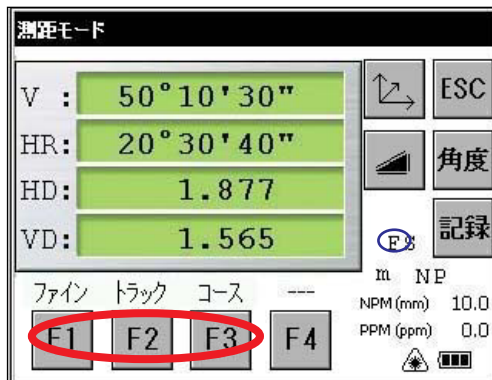 測距モード
V : 50°10'30"
HR: 20°30'40"
HD: 1.877
VD: 1.565
ESC
角度
記録
FS
m NP
NPM (mm) 10.0
PPM (ppm) 0.0
ファイン トラック コース ---
F1 F2 F3 F4